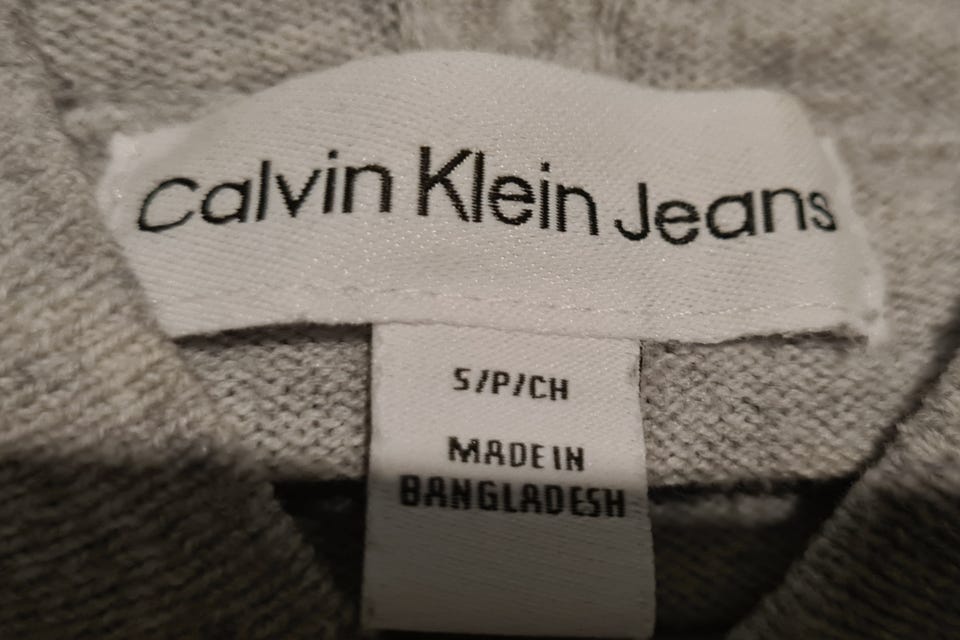 Calvin Klein Jeans
S/P/CH
MADE IN
BANGLADESH